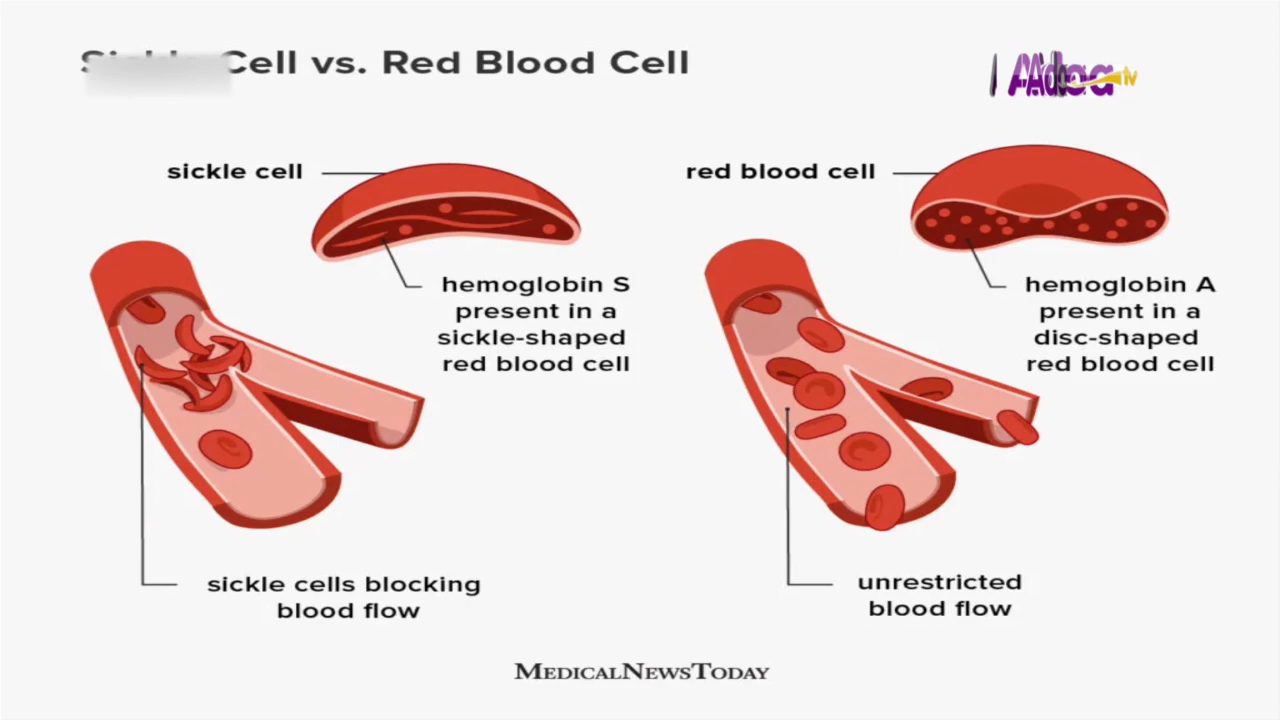 Cell vs. Red Blood Cell
tv
sickle cell
red blood cell
hemoglobin S
present in a
sickle-shaped
red blood cell
hemoglobin A
present in a
disc-shaped
red blood cell
sickle cells blocking
blood flow
unrestricted
blood flow
MEDICALNEWSTODAY